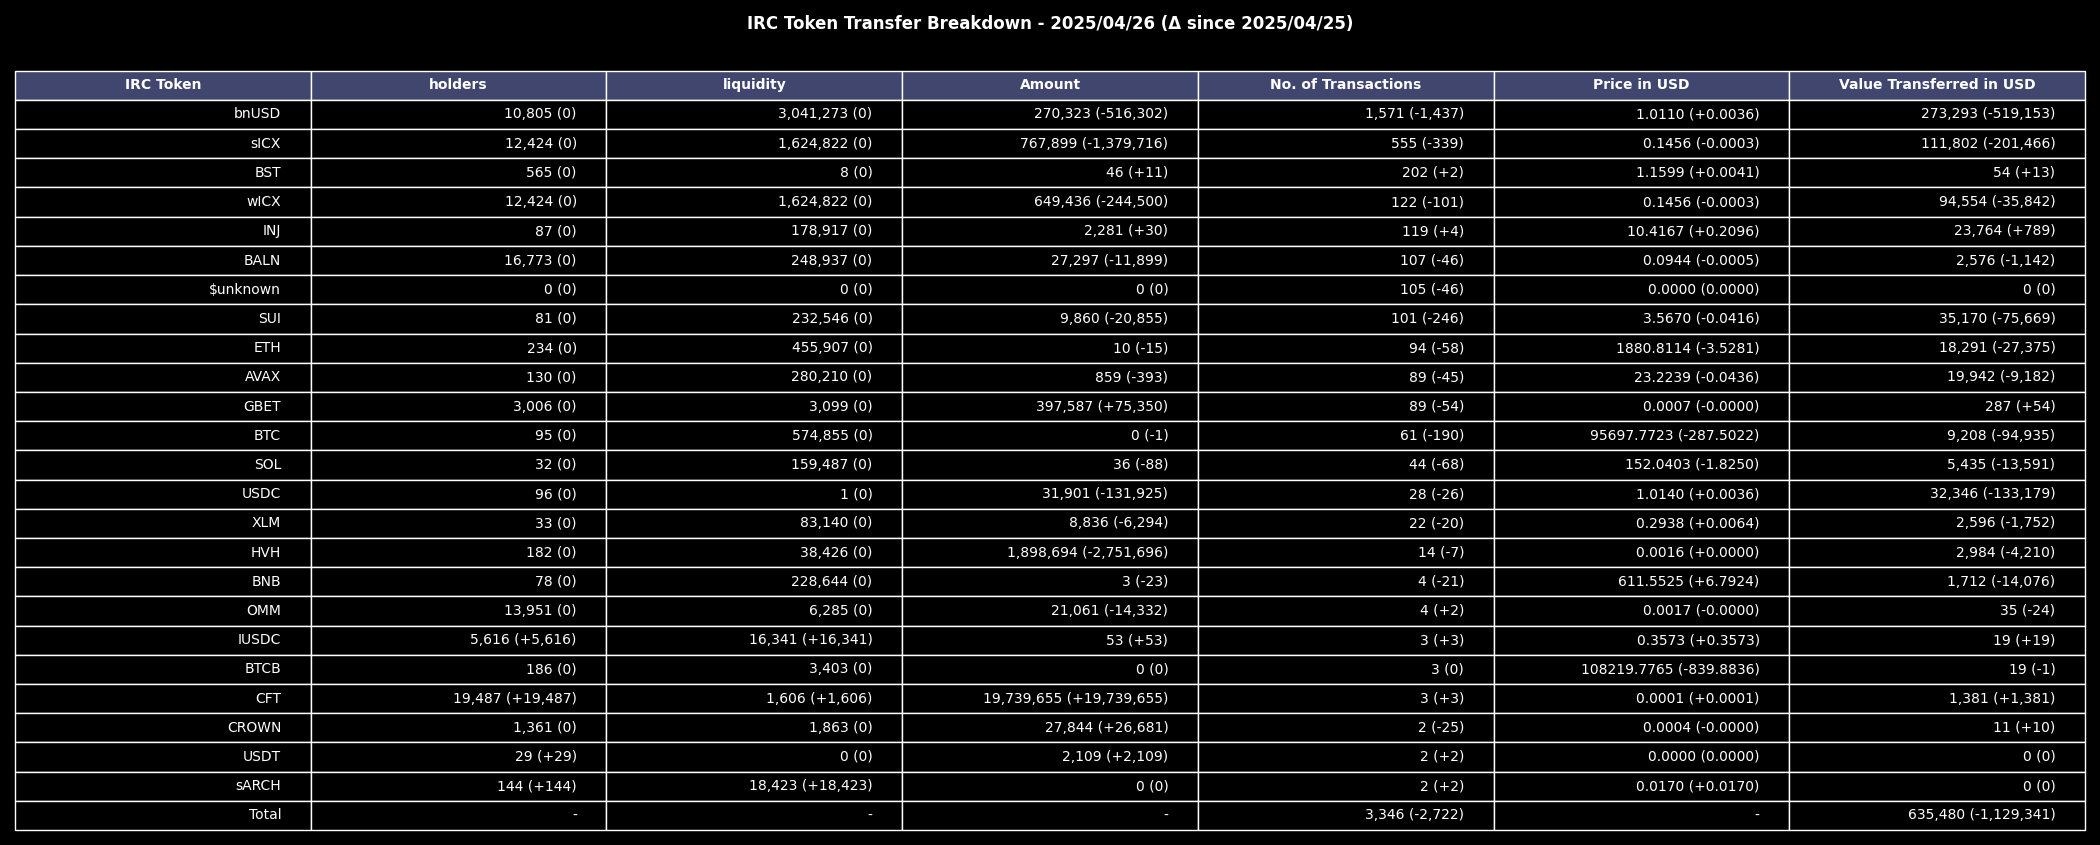 IRC Token Transfer Breakdown - 2025/04/26 (Δ since 2025/04/25)
IRC Token holders liquidity Amount No. of Transactions Price in USD Value Transferred in USD
bnUSD 10,805 (0) 3,041,273 (0) 270,323 (-516,302) 1,571 (-1,437) 1.0110 (+0.0036) 273,293 (-519,153)
sICX 12,424 (0) 1,624,822 (0) 767,899 (-1,379,716) 555 (-339) 0.1456 (-0.0003) 111,802 (-201,466)
BST 565 (0) 8 (0) 46 (+11) 202 (+2) 1.1599 (+0.0041) 54 (+13)
wICX 12,424 (0) 1,624,822 (0) 649,436 (-244,500) 122 (-101) 0.1456 (-0.0003) 94,554 (-35,842)
INJ 87 (0) 178,917 (0) 2,281 (+30) 119 (+4) 10.4167 (+0.2096) 23,764 (+789)
BALN 16,773 (0) 248,937 (0) 27,297 (-11,899) 107 (-46) 0.0944 (-0.0005) 2,576 (-1,142)
$unknown 0 (0) 0 (0) 0 (0) 105 (-46) 0.0000 (0.0000) 0 (0)
SUI 81 (0) 232,546 (0) 9,860 (-20,855) 101 (-246) 3.5670 (-0.0416) 35,170 (-75,669)
ETH 234 (0) 455,907 (0) 10 (-15) 94 (-58) 1880.8114 (-3.5281) 18,291 (-27,375)
AVAX 130 (0) 280,210 (0) 859 (-393) 89 (-45) 23.2239 (-0.0436) 19,942 (-9,182)
GBET 3,006 (0) 3,099 (0) 397,587 (+75,350) 89 (-54) 0.0007 (-0.0000) 287 (+54)
BTC 95 (0) 574,855 (0) 0 (-1) 61 (-190) 95697.7723 (-287.5022) 9,208 (-94,935)
SOL 32 (0) 159,487 (0) 36 (-88) 44 (-68) 152.0403 (-1.8250) 5,435 (-13,591)
USDC 96 (0) 1 (0) 31,901 (-131,925) 28 (-26) 1.0140 (+0.0036) 32,346 (-133,179)
XLM 33 (0) 83,140 (0) 8,836 (-6,294) 22 (-20) 0.2938 (+0.0064) 2,596 (-1,752)
HVH 182 (0) 38,426 (0) 1,898,694 (-2,751,696) 14 (-7) 0.0016 (+0.0000) 2,984 (-4,210)
BNB 78 (0) 228,644 (0) 3 (-23) 4 (-21) 611.5525 (+6.7924) 1,712 (-14,076)
OMM 13,951 (0) 6,285 (0) 21,061 (-14,332) 4 (+2) 0.0017 (-0.0000) 35 (-24)
IUSDC 5,616 (+5,616) 16,341 (+16,341) 53 (+53) 3 (+3) 0.3573 (+0.3573) 19 (+19)
BTCB 186 (0) 3,403 (0) 0 (0) 3 (0) 108219.7765 (-839.8836) 19 (-1)
CFT 19,487 (+19,487) 1,606 (+1,606) 19,739,655 (+19,739,655) 3 (+3) 0.0001 (+0.0001) 1,381 (+1,381)
CROWN 1,361 (0) 1,863 (0) 27,844 (+26,681) 2 (-25) 0.0004 (-0.0000) 11 (+10)
USDT 29 (+29) 0 (0) 2,109 (+2,109) 2 (+2) 0.0000 (0.0000) 0 (0)
sARCH 144 (+144) 18,423 (+18,423) 0 (0) 2 (+2) 0.0170 (+0.0170) 0 (0)
Total - - - 3,346 (-2,722) - 635,480 (-1,129,341)